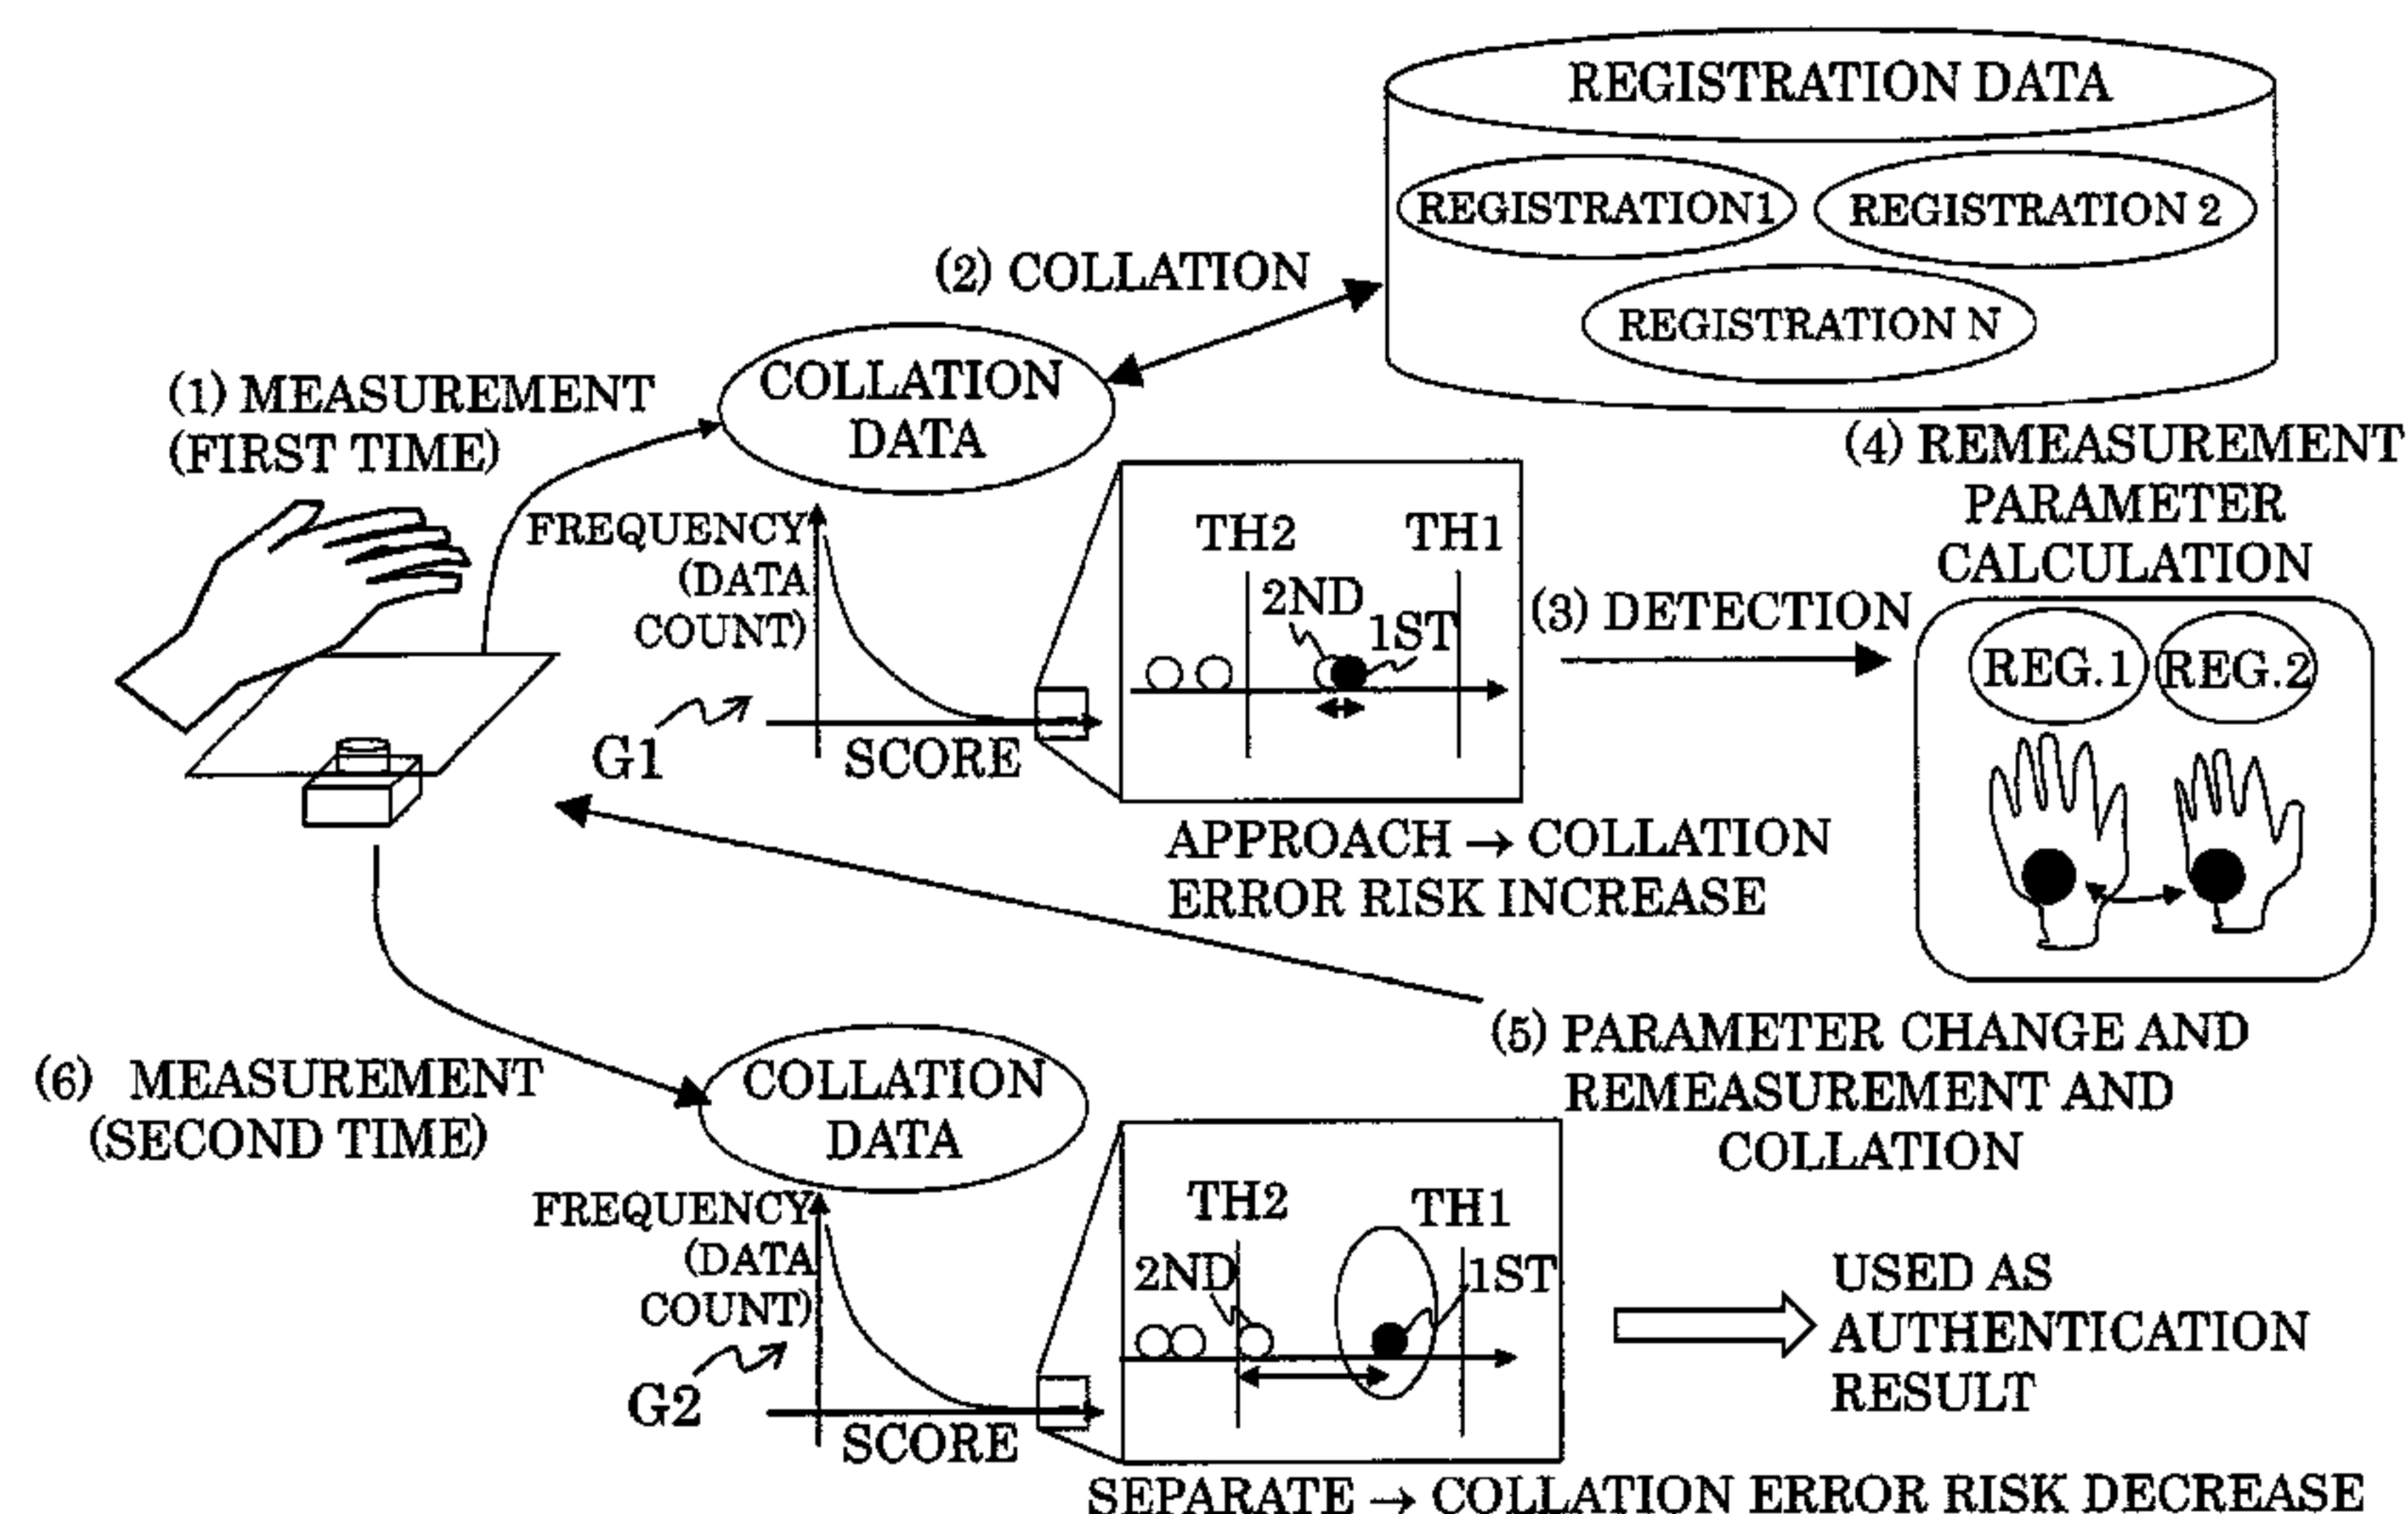 REGISTRATION DATA
REGISTRATION1
REGISTRATION 2
REGISTRATION N
(2) COLLATION
COLLATION
DATA
(1) MEASUREMENT
(FIRST TIME)
FREQUENCY
(DATA
COUNT)
G1
SCORE
TH2
TH1
2ND
1ST
(3) DETECTION
(4) REMEASUREMENT
PARAMETER
CALCULATION
REG.1
REG.2
APPROACH → COLLATION
ERROR RISK INCREASE
(5) PARAMETER CHANGE AND
REMEASUREMENT AND
COLLATION
(6) MEASUREMENT
(SECOND TIME)
COLLATION
DATA
FREQUENCY
(DATA
COUNT)
G2
SCORE
TH2
TH1
2ND
1ST
USED AS
AUTHENTICATION
RESULT
SEPARATE → COLLATION ERROR RISK DECREASE